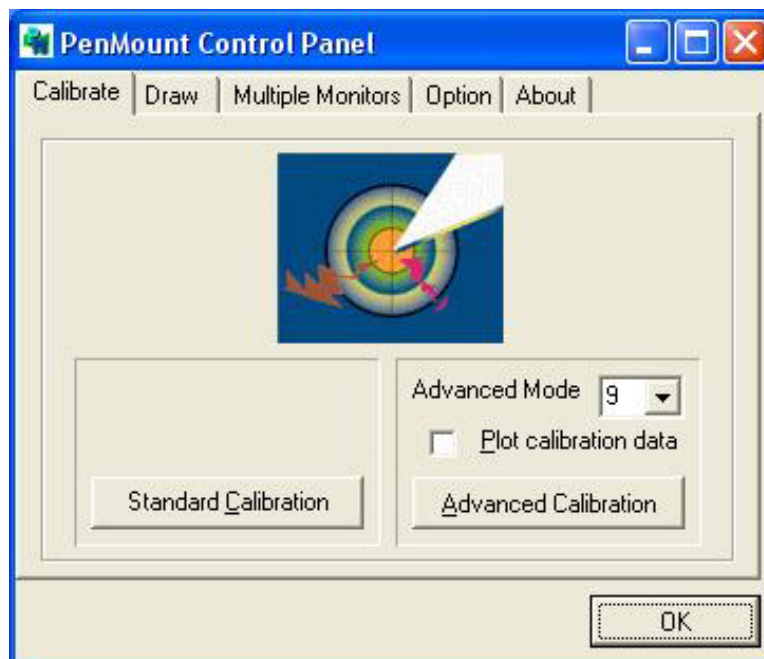 PenMount Control Panel
Calibrate Draw Multiple Monitors Option About
Advanced Mode 9
Plot calibration data
Standard Calibration Advanced Calibration
OK